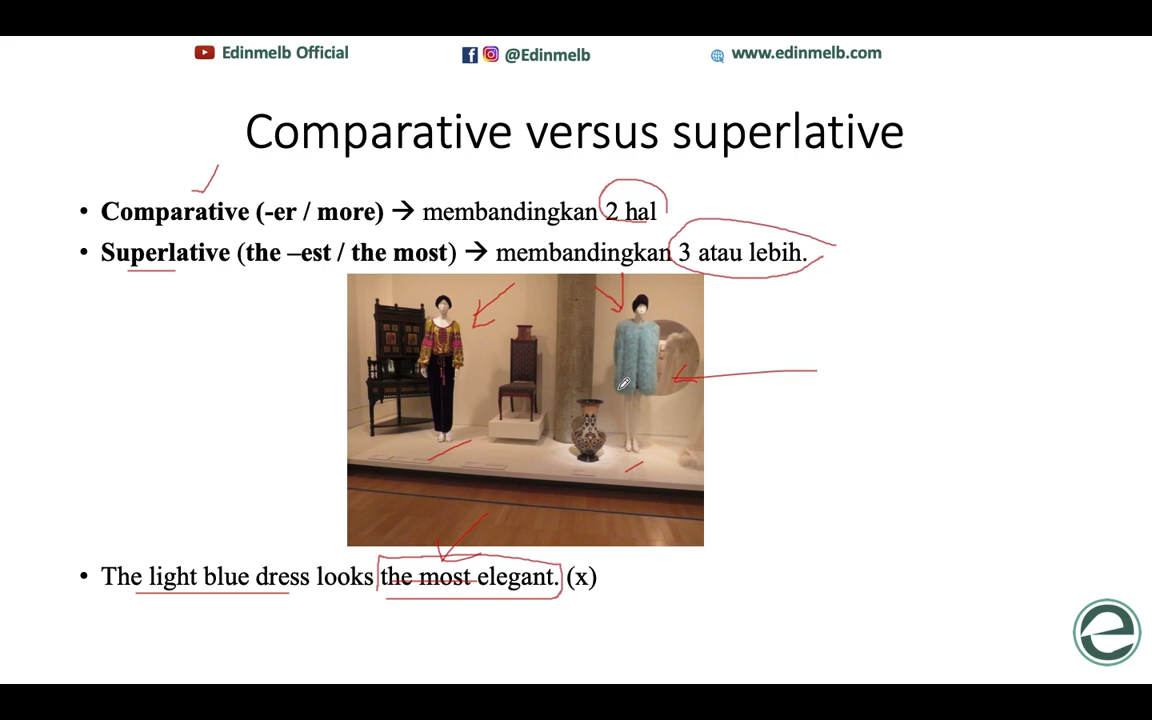 Edinmelb Official @Edinmelb www.edinmelb.com
Comparative versus superlative
• Comparative (-er / more) → membandingkan 2 hal
• Superlative (the –est / the most) → membandingkan 3 atau lebih.
• The light blue dress looks the most elegant. (x)